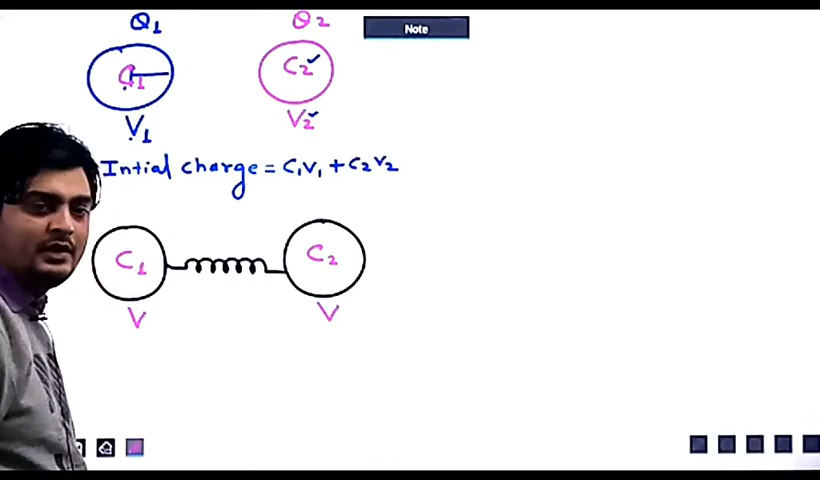 Q1 Q2
Note
C1 C2
V1 V2
Intial charge = C1V1 + C2V2
C1 C2
V V